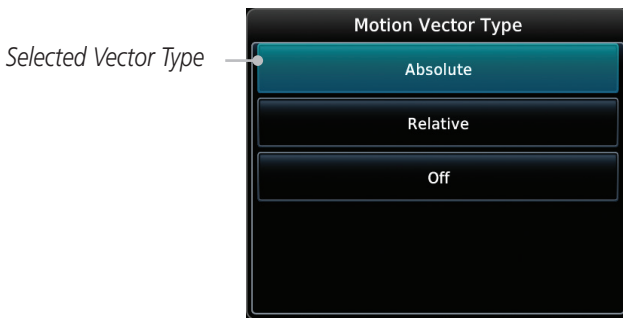 Motion Vector Type
Selected Vector Type
Absolute
Relative
Off